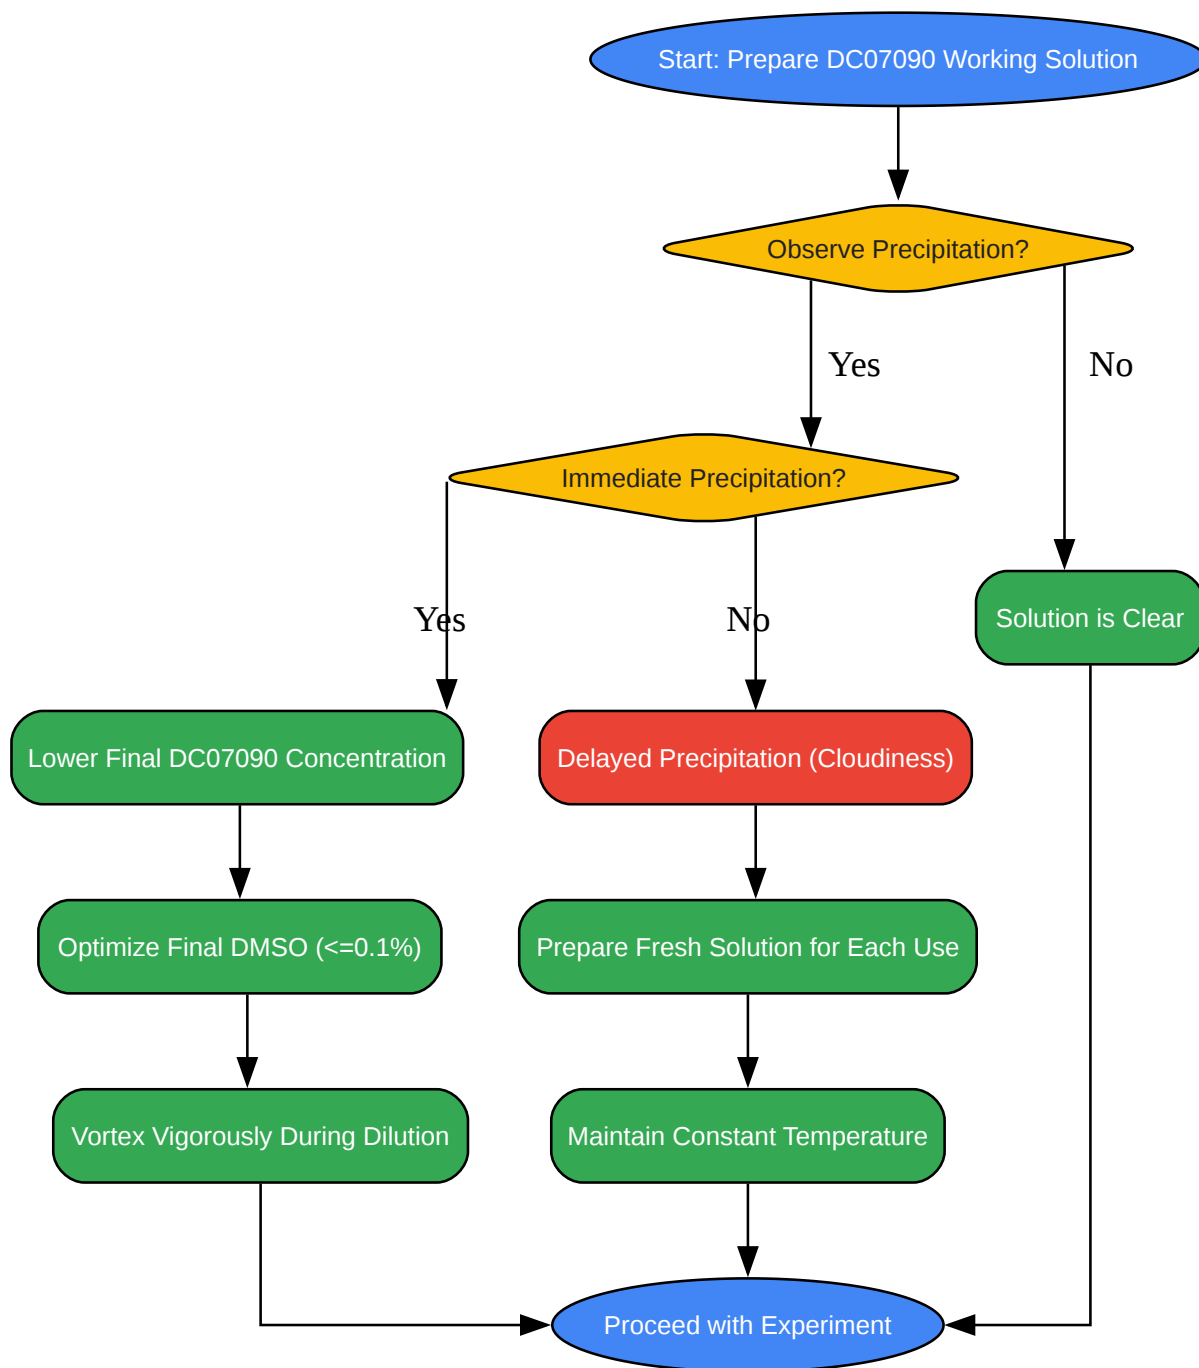 Start: Prepare DC07090 Working Solution
Observe Precipitation?
Yes
No
Immediate Precipitation?
Yes
No
Solution is Clear
Lower Final DC07090 Concentration
Delayed Precipitation (Cloudiness)
Optimize Final DMSO (<=0.1%)
Prepare Fresh Solution for Each Use
Vortex Vigorously During Dilution
Maintain Constant Temperature
Proceed with Experiment